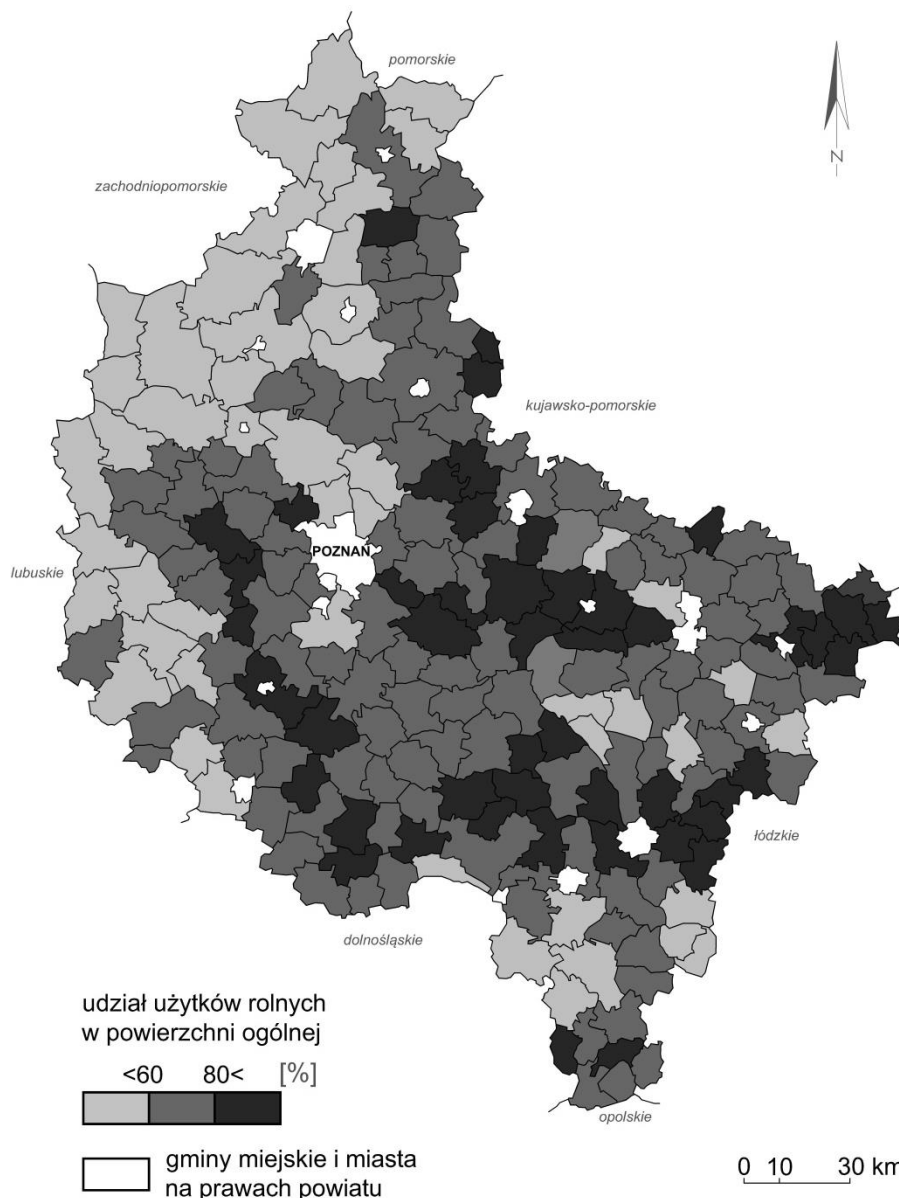 pomorskie
zachodniopomorskie
N
kujawsko-pomorskie
POZNAŃ
lubuskie
łódzkie
dolnośląskie
udział użytków rolnych
w powierzchni ogólnej
<60 80< [%]
opolskie
gminy miejskie i miasta
na prawach powiatu
0 10 30 km